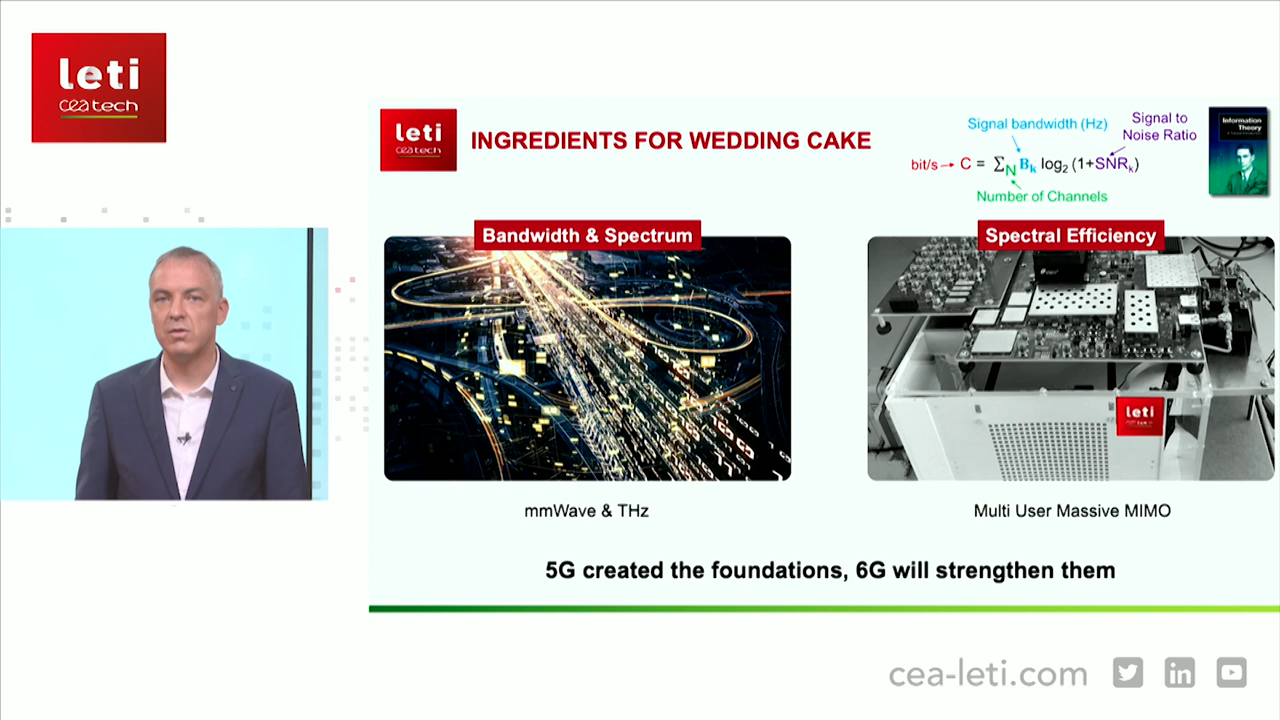 leti
ceatech
leti
ceatech
INGREDIENTS FOR WEDDING CAKE
Signal bandwidth (Hz)
Signal to
Noise Ratio
bit/s → C = ∑N Bk log2 (1+SNRk)
Number of Channels
Information
Theory
Bandwidth & Spectrum
Spectral Efficiency
leti
mmWave & THz
Multi User Massive MIMO
5G created the foundations, 6G will strengthen them
cea-leti.com